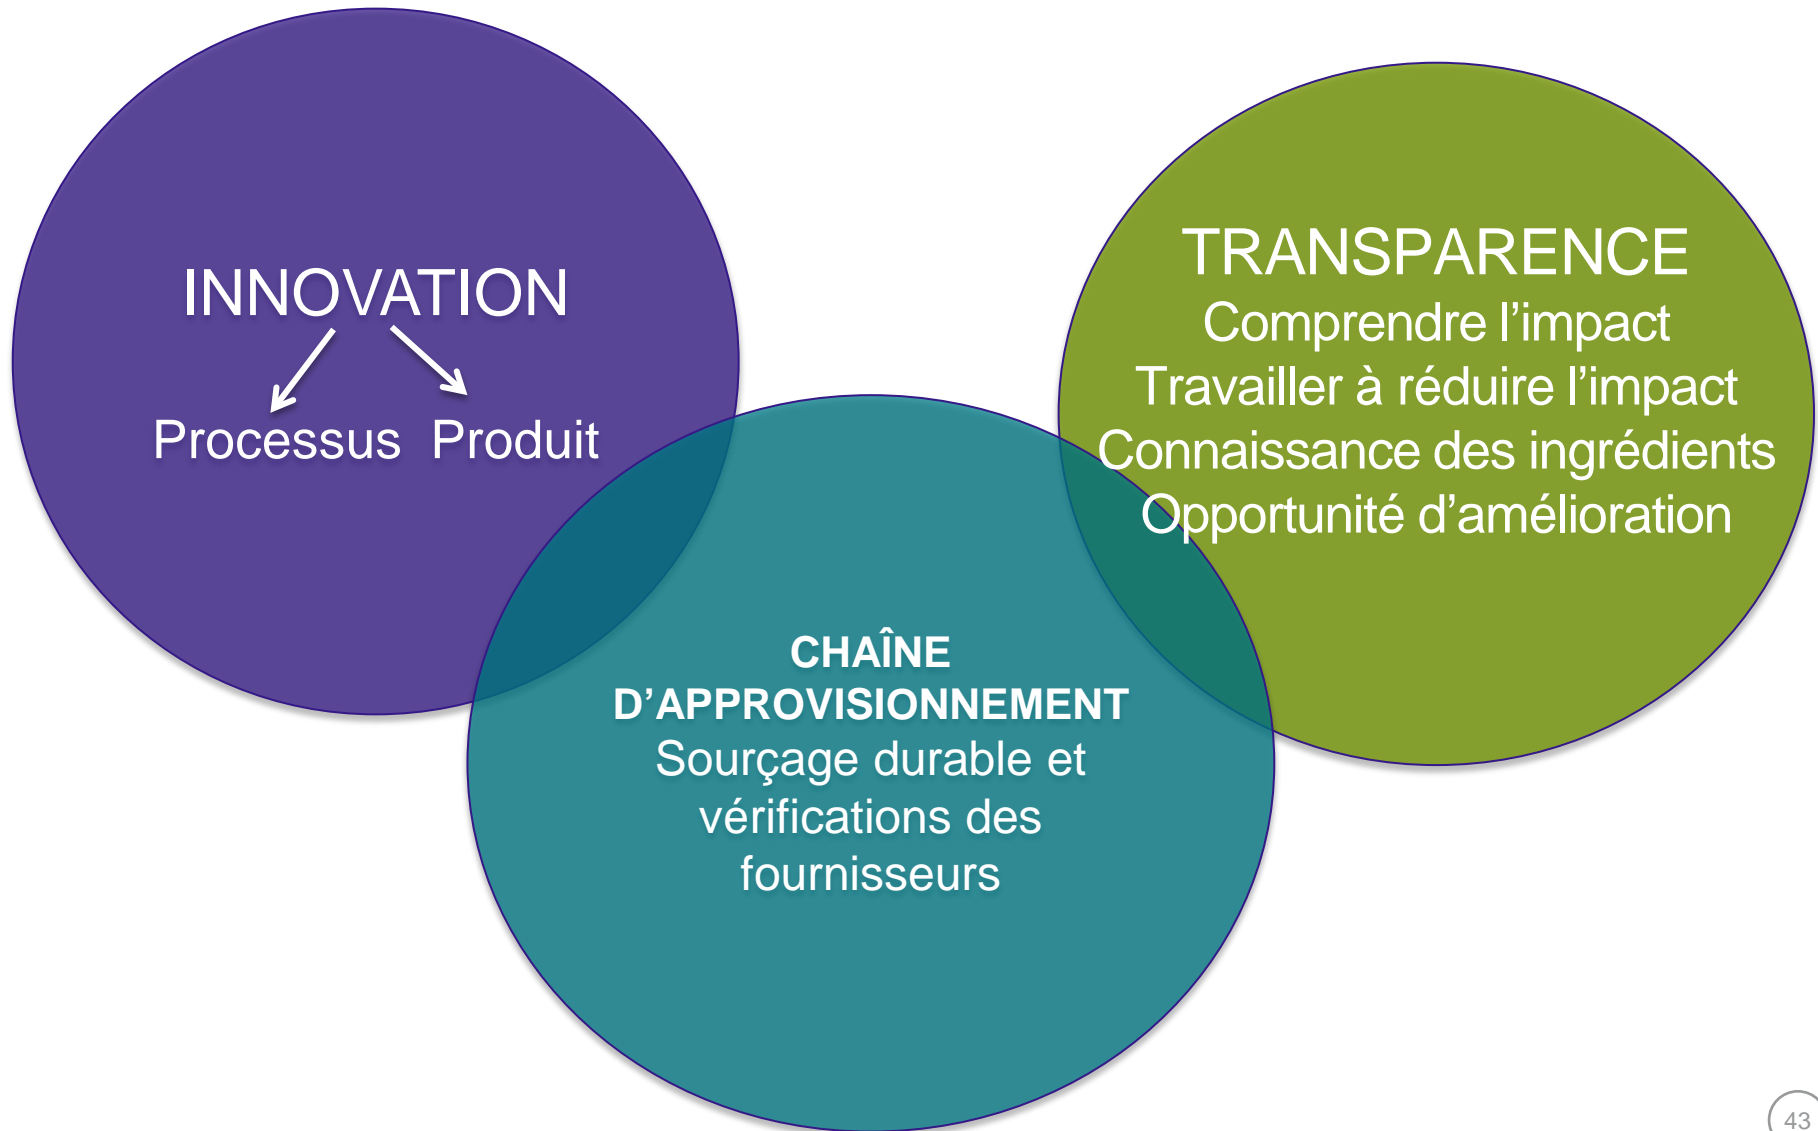 INNOVATION
Processus Produit
TRANSPARENCE
Comprendre l’impact
Travailler à réduire l’impact
Connaissance des ingrédients
Opportunité d’amélioration
CHAÎNE
D’APPROVISIONNEMENT
Sourçage durable et
vérifications des
fournisseurs
43